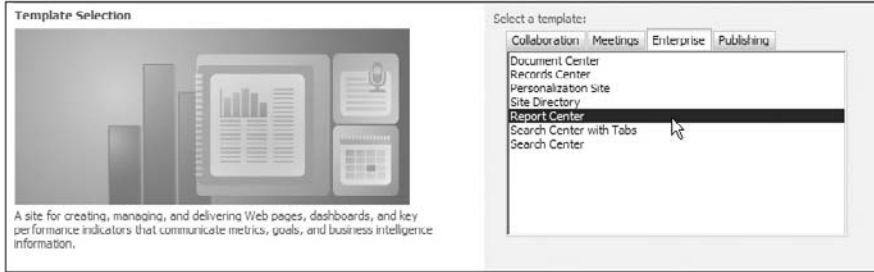 Template Selection
A site for creating, managing, and delivering Web pages, dashboards, and key
performance indicators that communicate metrics, goals, and business intelligence
information.
Select a template:
Collaboration Meetings Enterprise Publishing
Document Center
Records Center
Personalization Site
Site Directory
Report Center
Search Center with Tabs
Search Center